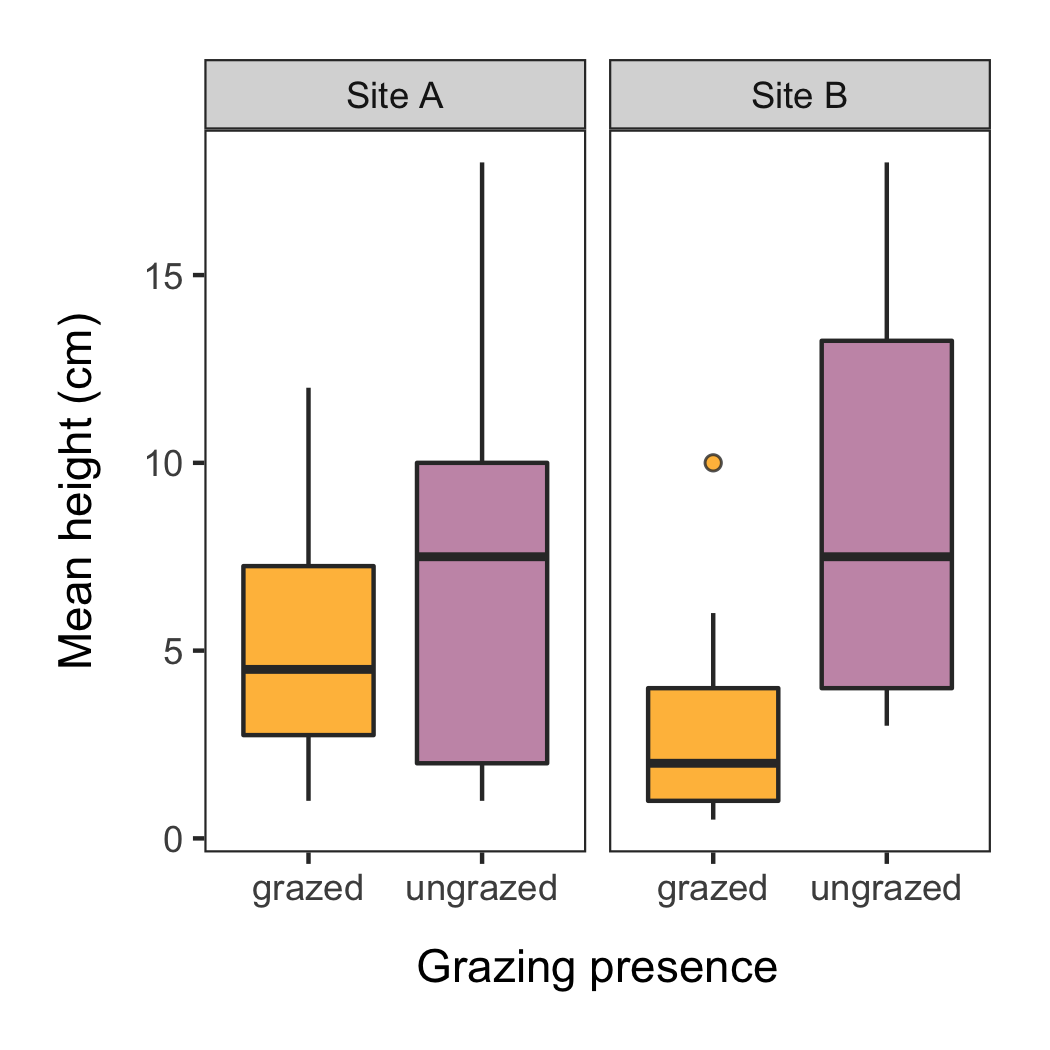 Site A
Site B
Mean height (cm)
15
10
5
0
grazed
ungrazed
grazed
ungrazed
Grazing presence